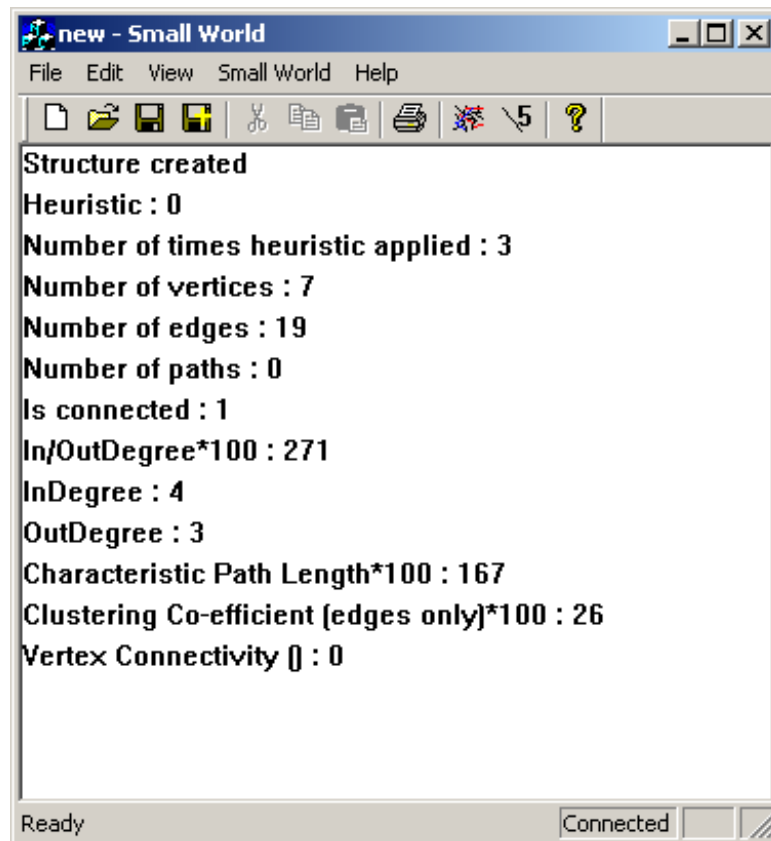 new - Small World
File Edit View Small World Help
5 ?
Structure created
Heuristic : 0
Number of times heuristic applied : 3
Number of vertices : 7
Number of edges : 19
Number of paths : 0
Is connected : 1
In/OutDegree*100 : 271
InDegree : 4
OutDegree : 3
Characteristic Path Length*100 : 167
Clustering Co-efficient (edges only)*100 : 26
Vertex Connectivity () : 0
Ready Connected